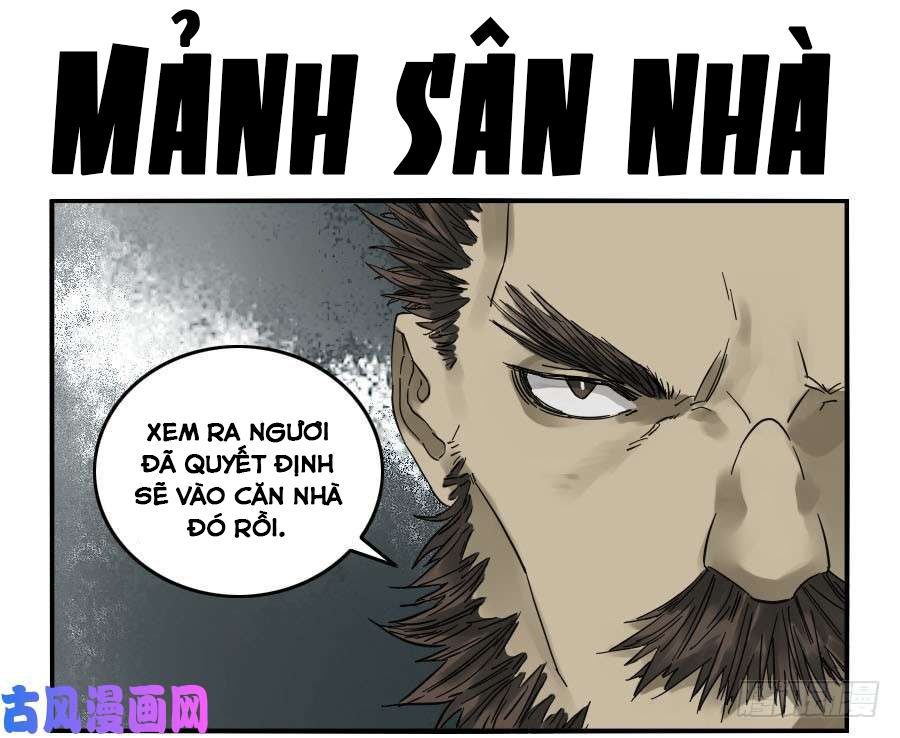 MẢNH SÂN NHÀ
XEM RA NGƯƠI
ĐÃ QUYẾT ĐỊNH
SẼ VÀO CĂN NHÀ
ĐÓ RỒI.
古风漫画网